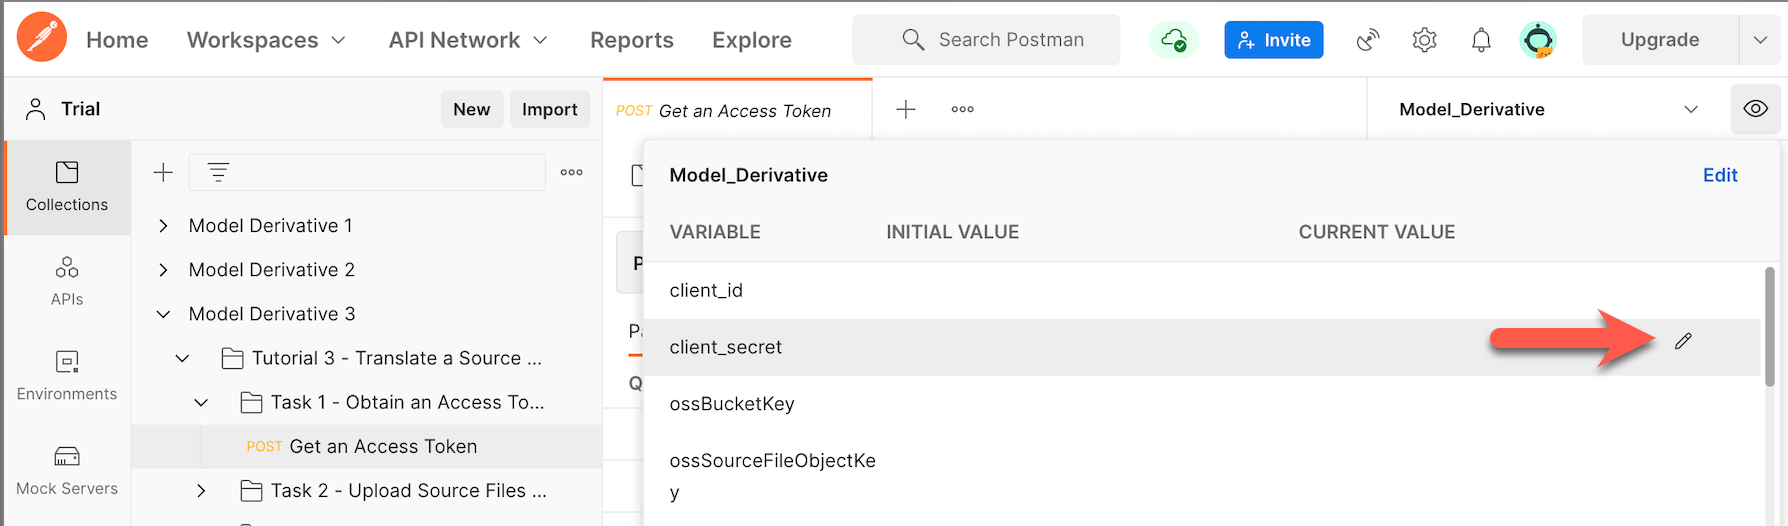 Home Workspaces API Network Reports Explore Search Postman Invite Upgrade
Trial New Import
POST Get an Access Token
Model_Derivative
Collections
APIs
Environments
Mock Servers
Model Derivative 1
Model Derivative 2
Model Derivative 3
Tutorial 3 - Translate a Source ...
Task 1 - Obtain an Access To...
POST Get an Access Token
Task 2 - Upload Source Files ...
Model_Derivative Edit
VARIABLE INITIAL VALUE CURRENT VALUE
client_id
client_secret
ossBucketKey
ossSourceFileObjectKe
y